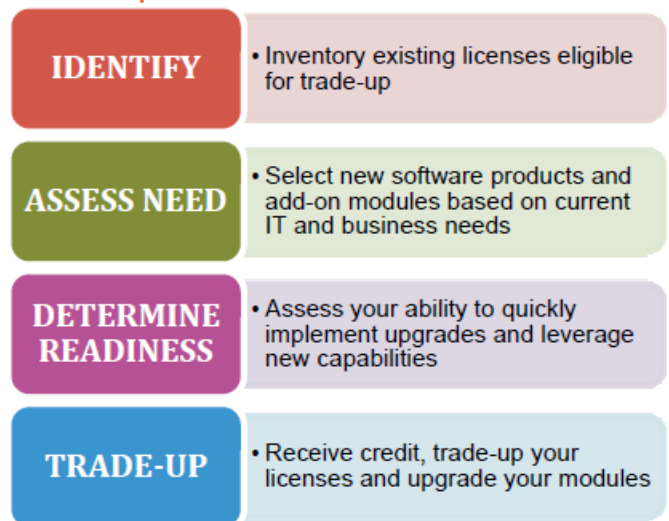 IDENTIFY
• Inventory existing licenses eligible
for trade-up
ASSESS NEED
• Select new software products and
add-on modules based on current
IT and business needs
DETERMINE
READINESS
• Assess your ability to quickly
implement upgrades and leverage
new capabilities
TRADE-UP
• Receive credit, trade-up your
licenses and upgrade your modules